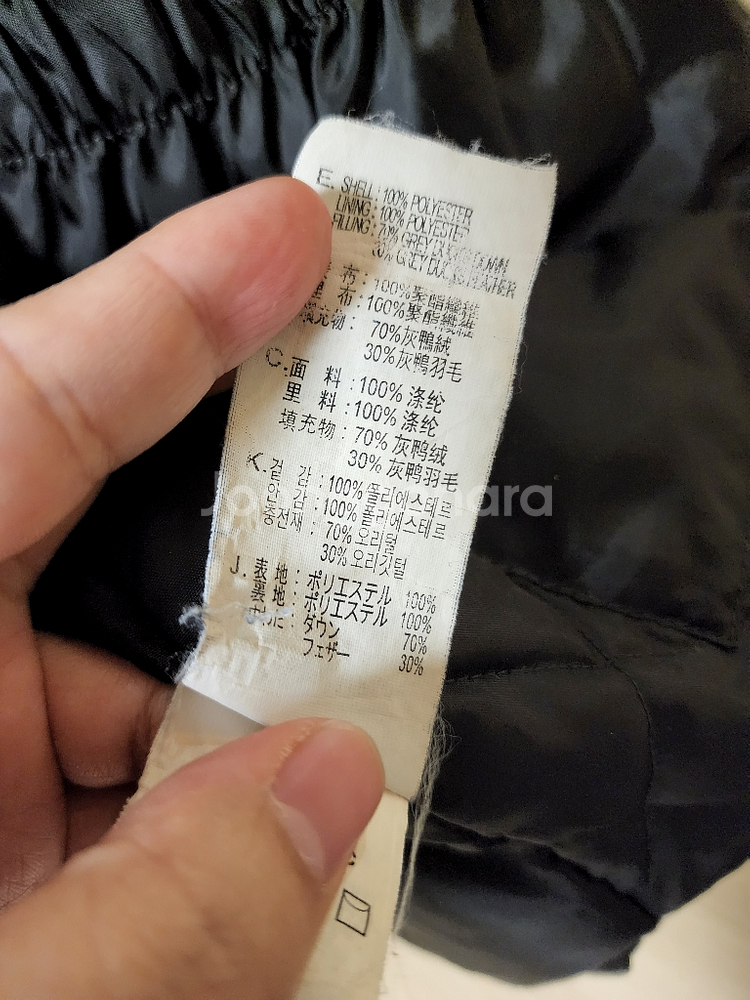 E. SHELL : 100% POLYESTER
LINING : 100% POLYESTER
FILLING : 70% GREY DUCK DOWN
30% GREY DUCK FEATHER
布 : 100%聚酯纖維
裡 布 : 100%聚酯纖維
填充物 : 70%灰鴨絨
30%灰鴨羽毛
C. 面 料 : 100% 涤纶
里 料 : 100% 涤纶
填充物 : 70% 灰鸭绒
30% 灰鸭羽毛
K. 겉 감 : 100% 폴리에스테르
안 감 : 100% 폴리에스테르
충전재 : 70% 오리털
30% 오리깃털
J. 表 地 : ポリエステル 100%
裏 地 : ポリエステル 100%
ダウン 70%
フェザー 30%